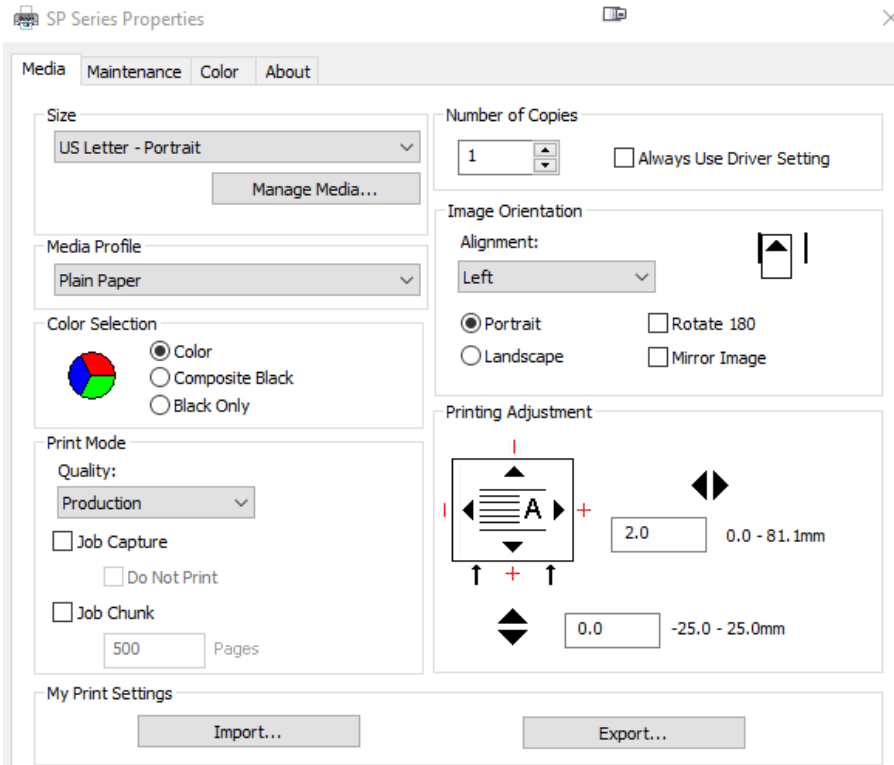 SP Series Properties
Media Maintenance Color About
Size
US Letter - Portrait
Manage Media...
Media Profile
Plain Paper
Color Selection
Color
Composite Black
Black Only
Print Mode
Quality:
Production
Job Capture
Do Not Print
Job Chunk
500 Pages
Number of Copies
1 Always Use Driver Setting
Image Orientation
Alignment:
Left
Portrait Rotate 180
Landscape Mirror Image
Printing Adjustment
A
2.0 0.0 - 81.1mm
0.0 -25.0 - 25.0mm
My Print Settings
Import... Export...